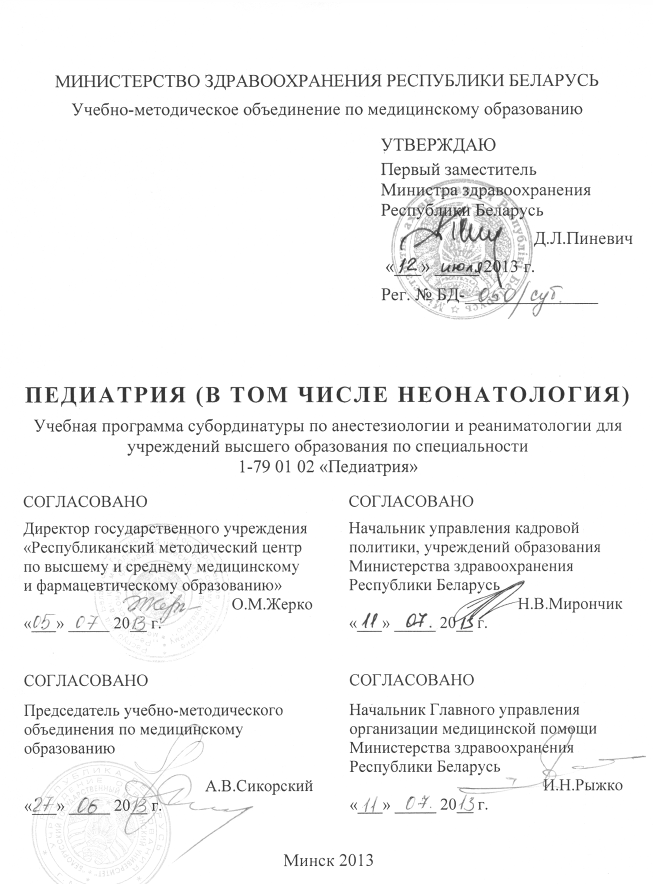 МИНИСТЕРСТВО ЗДРАВООХРАНЕНИЯ РЕСПУБЛИКИ БЕЛАРУСЬ
Учебно-методическое объединение по медицинскому образованию
УТВЕРЖДАЮ
Первый заместитель
Министра здравоохранения
Республики Беларусь
Д.Л.Пиневич
«12» июля 2013 г.
Рег. № БД-050/суб.
ПЕДИАТРИЯ (В ТОМ ЧИСЛЕ НЕОНАТОЛОГИЯ)
Учебная программа субординатуры по анестезиологии и реаниматологии для
учреждений высшего образования по специальности
1-79 01 02 «Педиатрия»
СОГЛАСОВАНО
Директор государственного учреждения
«Республиканский методический центр
по высшему и среднему медицинскому
и фармацевтическому образованию»
О.М.Жерко
«05» 07 2013 г.
СОГЛАСОВАНО
Начальник управления кадровой
политики, учреждений образования
Министерства здравоохранения
Республики Беларусь
Н.В.Мирончик
«11» 07. 2013 г.
СОГЛАСОВАНО
Председатель учебно-методического
объединения по медицинскому
образованию
А.В.Сикорский
«27» 06 2013 г.
СОГЛАСОВАНО
Начальник Главного управления
организации медицинской помощи
Министерства здравоохранения
Республики Беларусь
И.Н.Рыжко
«11» 07. 2013 г.
Минск 2013